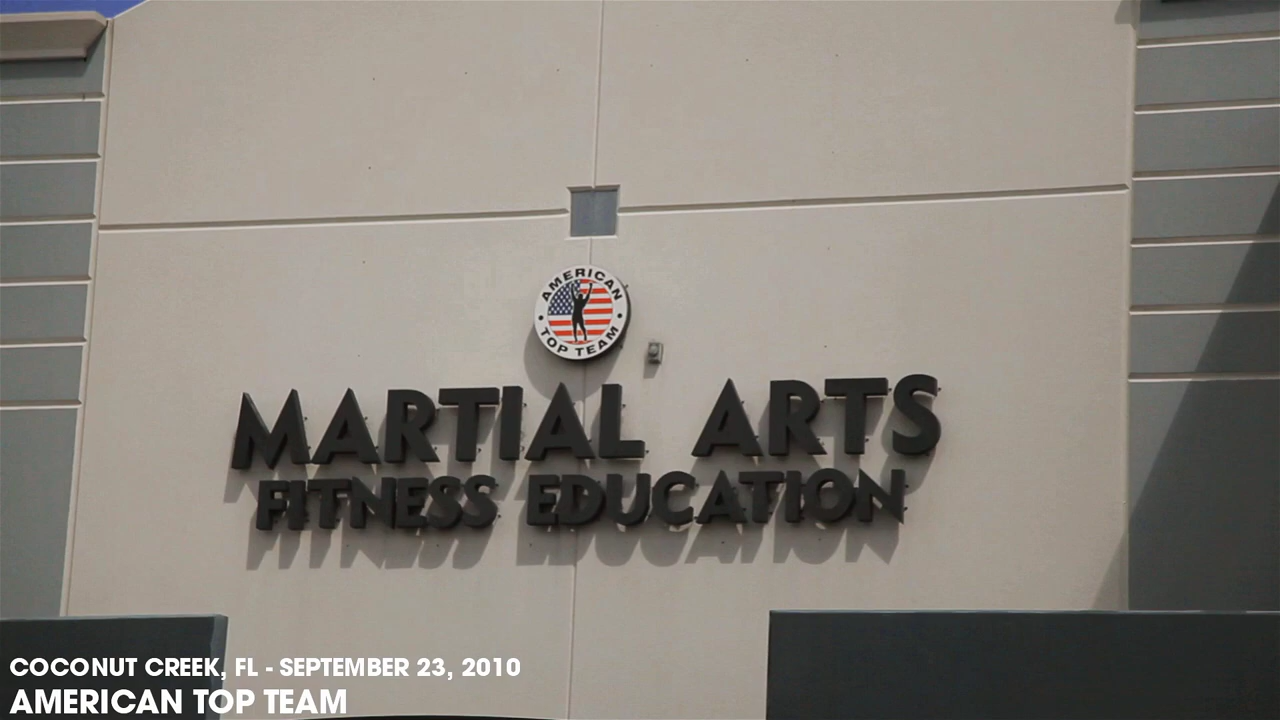 AMERICAN
TOP TEAM
MARTIAL ARTS
FITNESS EDUCATION
COCONUT CREEK, FL - SEPTEMBER 23, 2010
AMERICAN TOP TEAM